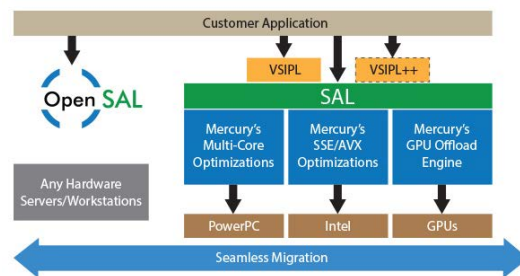 Customer Application
VSIPL
VSIPL++
Open SAL
SAL
Mercury's
Multi-Core
Optimizations
Mercury's
SSE/AVX
Optimizations
Mercury's
GPU Offload
Engine
Any Hardware
Servers/Workstations
PowerPC
Intel
GPUs
Seamless Migration